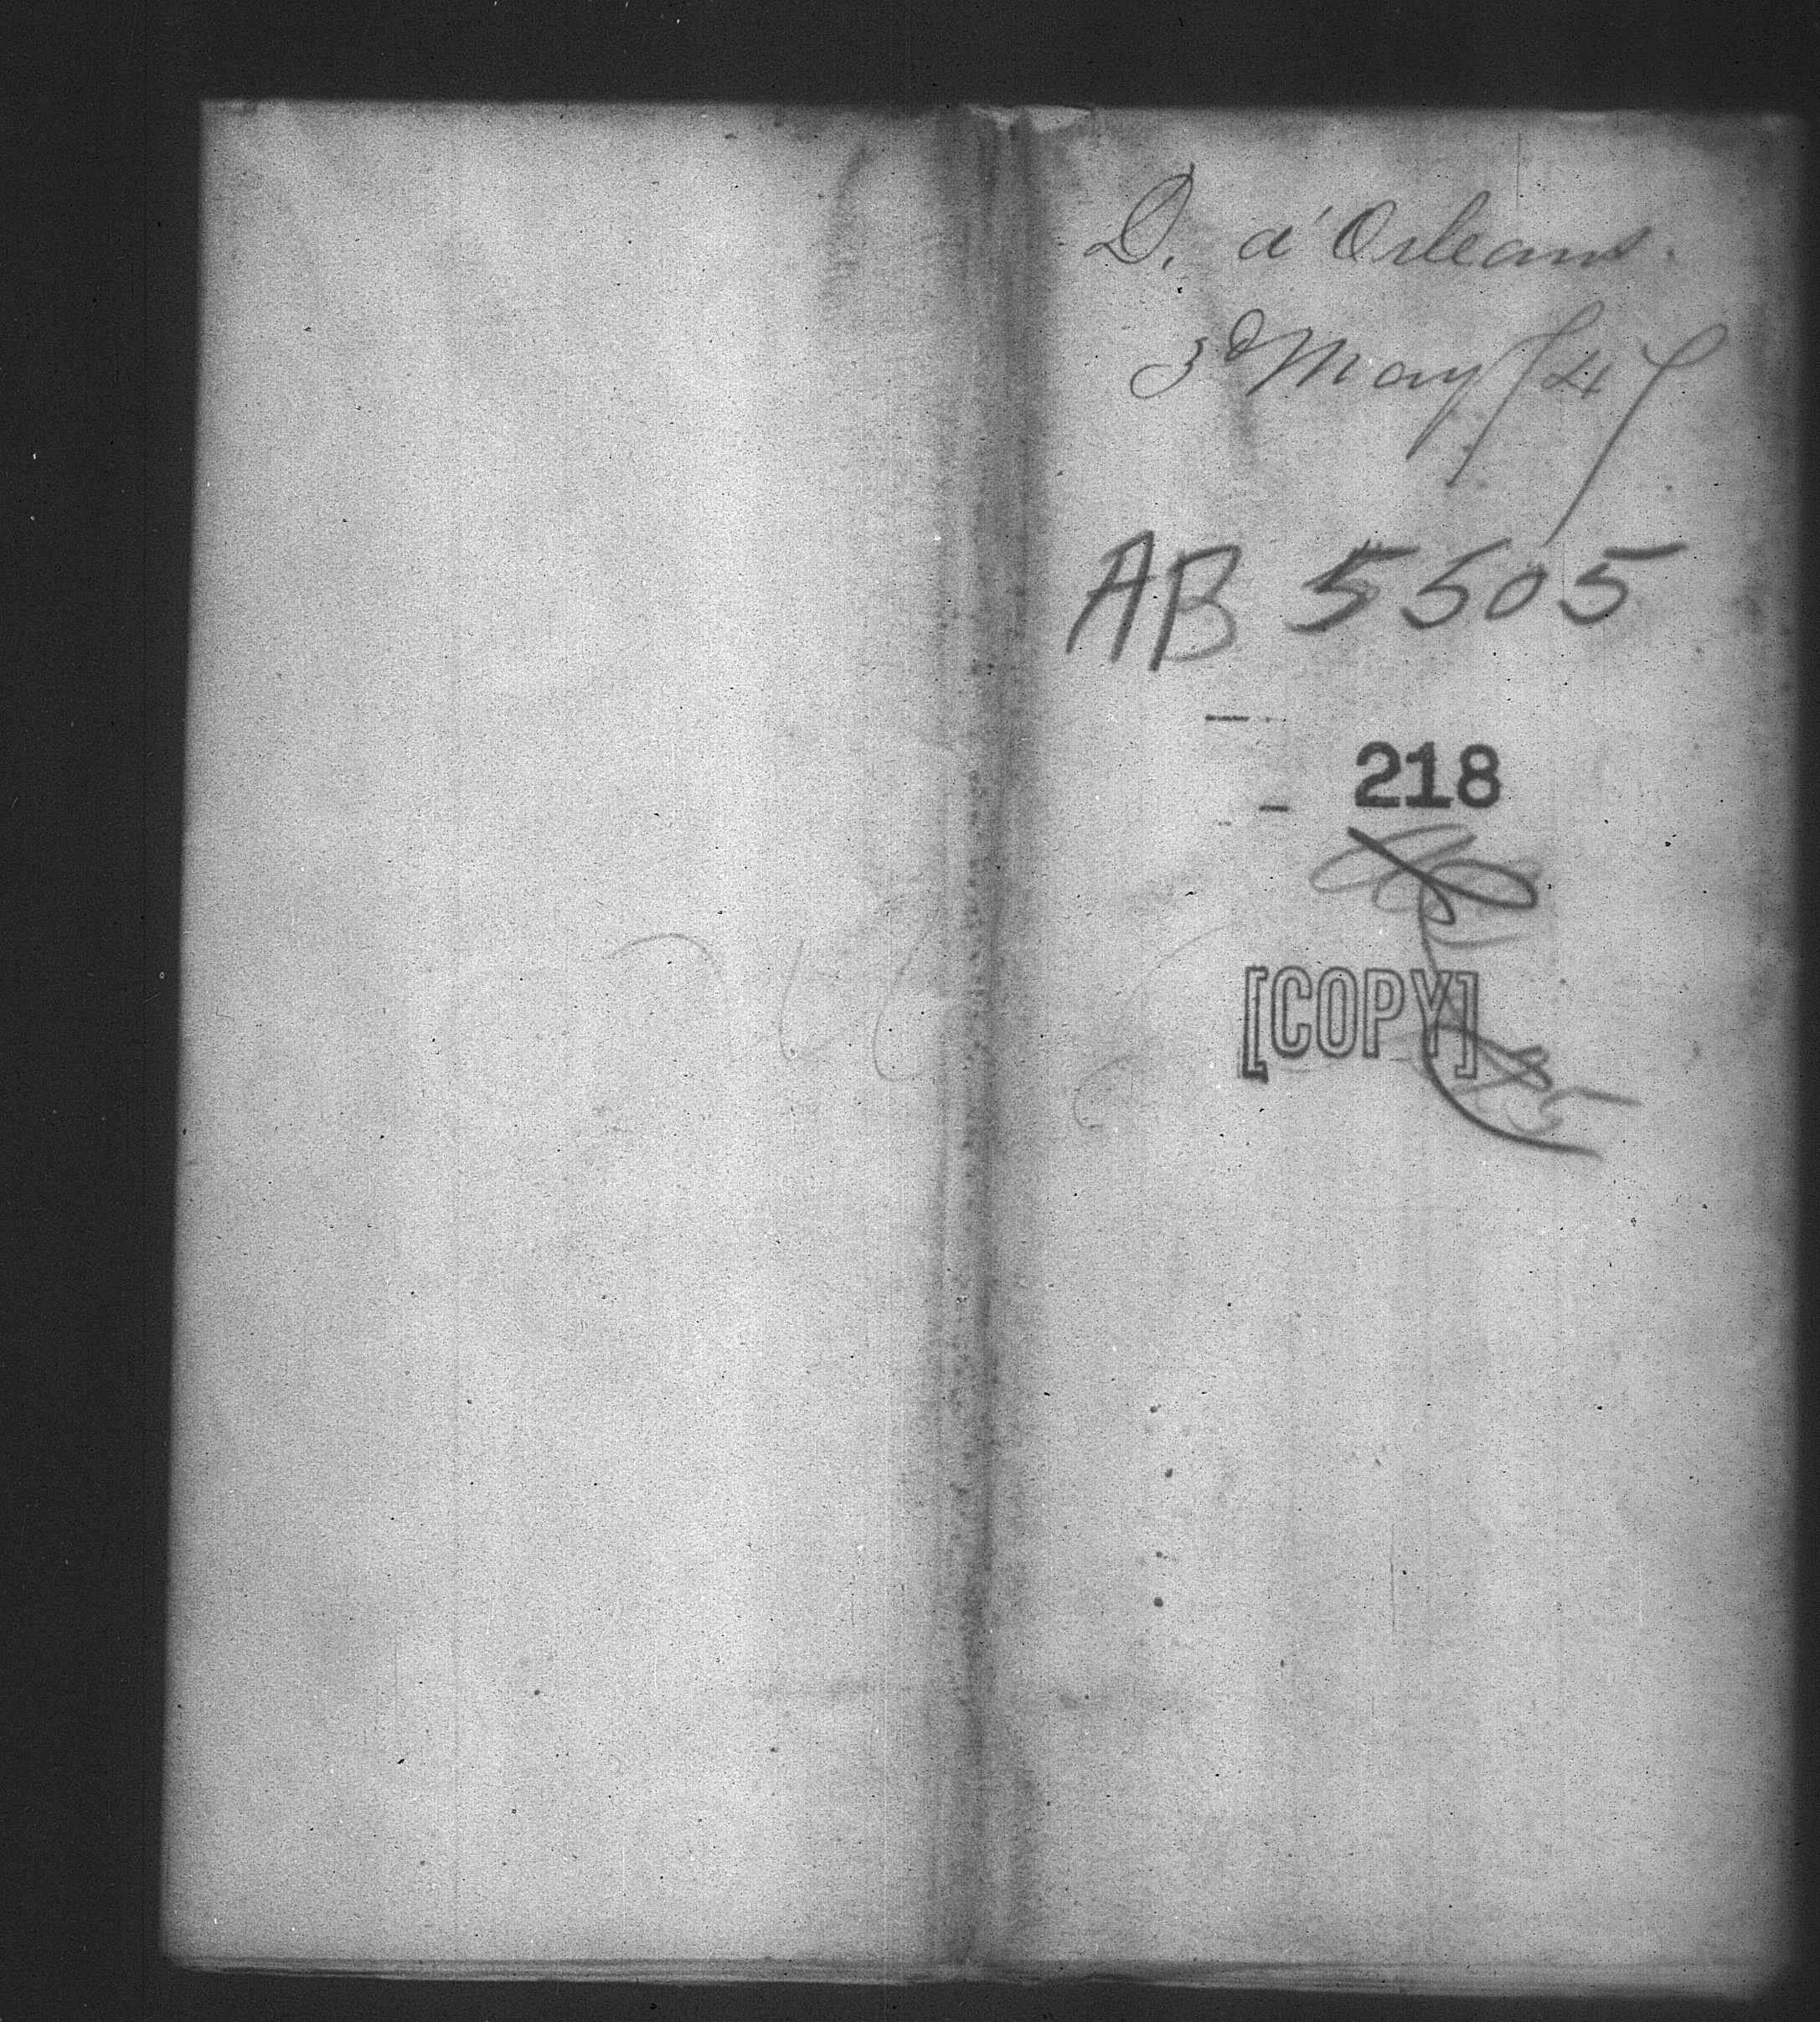 D. d'Orleans.
3d May /47
AB 5505
218
[COPY]